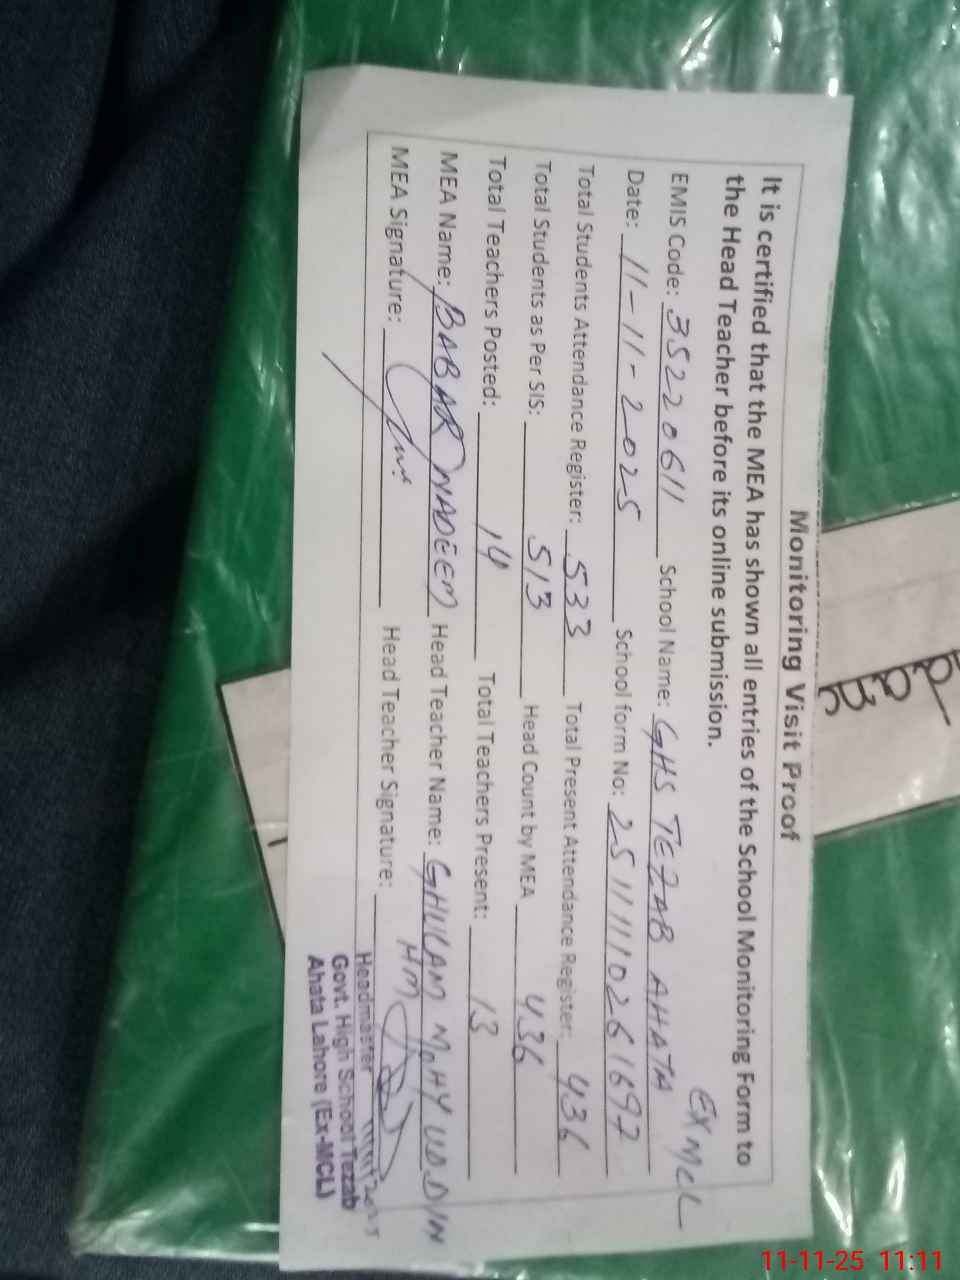 Monitoring Visit Proof
It is certified that the MEA has shown all entries of the School Monitoring Form to
the Head Teacher before its online submission.
EX MCL
EMIS Code: 35220611 School Name: GHS TEZAB AHATA
Date: 11-11-2025 School form No: 2511110261697
Total Students Attendance Register: 533 Total Present Attendance Register: 436
Total Students as Per SIS: 513 Head Count by MEA 436
Total Teachers Posted: 14 Total Teachers Present: 13
MEA Name: BABAR NADEEM Head Teacher Name: GHULAM MOHY UD DIN
MEA Signature: Head Teacher Signature: HM
Headmaster
Govt. High School Tezab
Ahata Lahore (Ex-MCL)
11-11-25 11:11